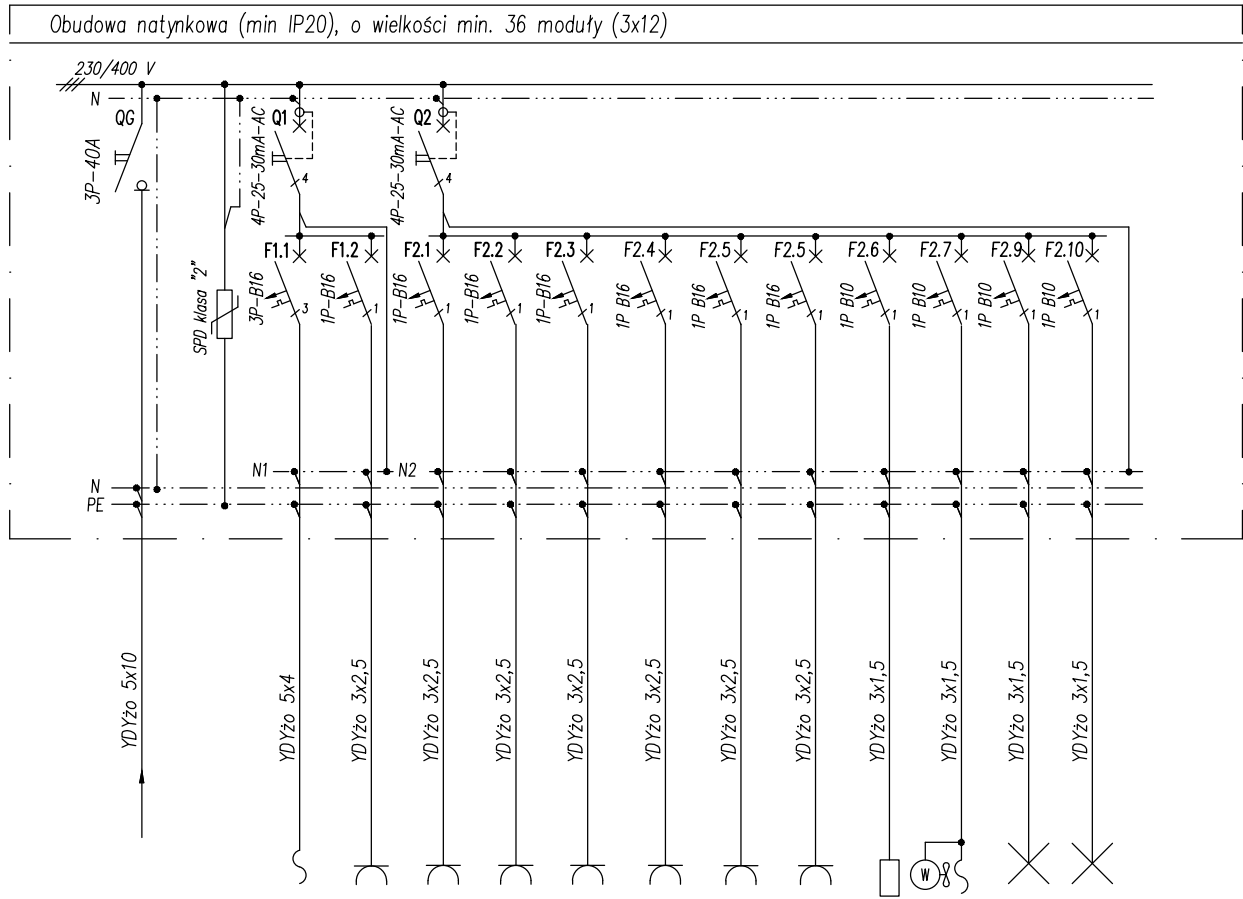 Obudowa natynkowa (min IP20), o wielkości min. 36 moduły (3x12)
230/400 V
N
QG
Q1
Q2
3P-40A
4P-25-30mA-AC
4P-25-30mA-AC
4
4
F1.1
F1.2
F2.1
F2.2
F2.3
F2.4
F2.5
F2.5
F2.6
F2.7
F2.9
F2.10
SPD klasa "2"
3P-B16
1P-B16
1P-B16
1P-B16
1P-B16
1P B16
1P B16
1P B16
1P B10
1P B10
1P B10
1P B10
3
1
1
1
1
1
1
1
1
1
1
1
N1
N2
N
PE
YDYżo 5x10
YDYżo 5x4
YDYżo 3x2,5
YDYżo 3x2,5
YDYżo 3x2,5
YDYżo 3x2,5
YDYżo 3x2,5
YDYżo 3x2,5
YDYżo 3x2,5
YDYżo 3x1,5
YDYżo 3x1,5
YDYżo 3x1,5
YDYżo 3x1,5
W